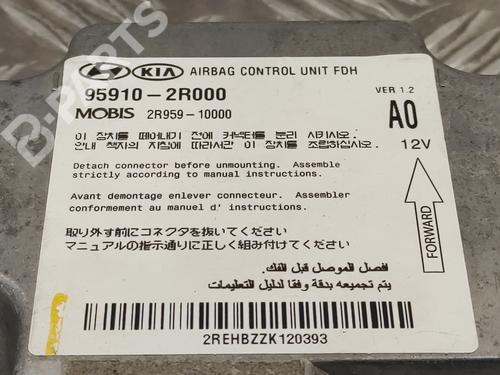 KIA AIRBAG CONTROL UNIT FDH
95910-2R000
VER 1.2
MOBIS 2R959-10000
A0
이 장치를 떼어내기 전에 커넥터를 분리 시키시오.
안내 책자의 지침에 따라서만 이 장치를 조립하십시오.
12V
Detach connector before unmounting. Assemble
strictly according to manual instructions.
Avant demontage enlever connecteur. Assembler
conformement au manuel d' instructions.
FORWARD
取り外す前にコネクタを抜いてください
マニュアルの指示通りに正しく組み付けてください
افصل الموصل قبل الفك.
يتم تجميعه بدقة وفقا لدليل التعليمات
2REHBZZK120393
B-PARTS